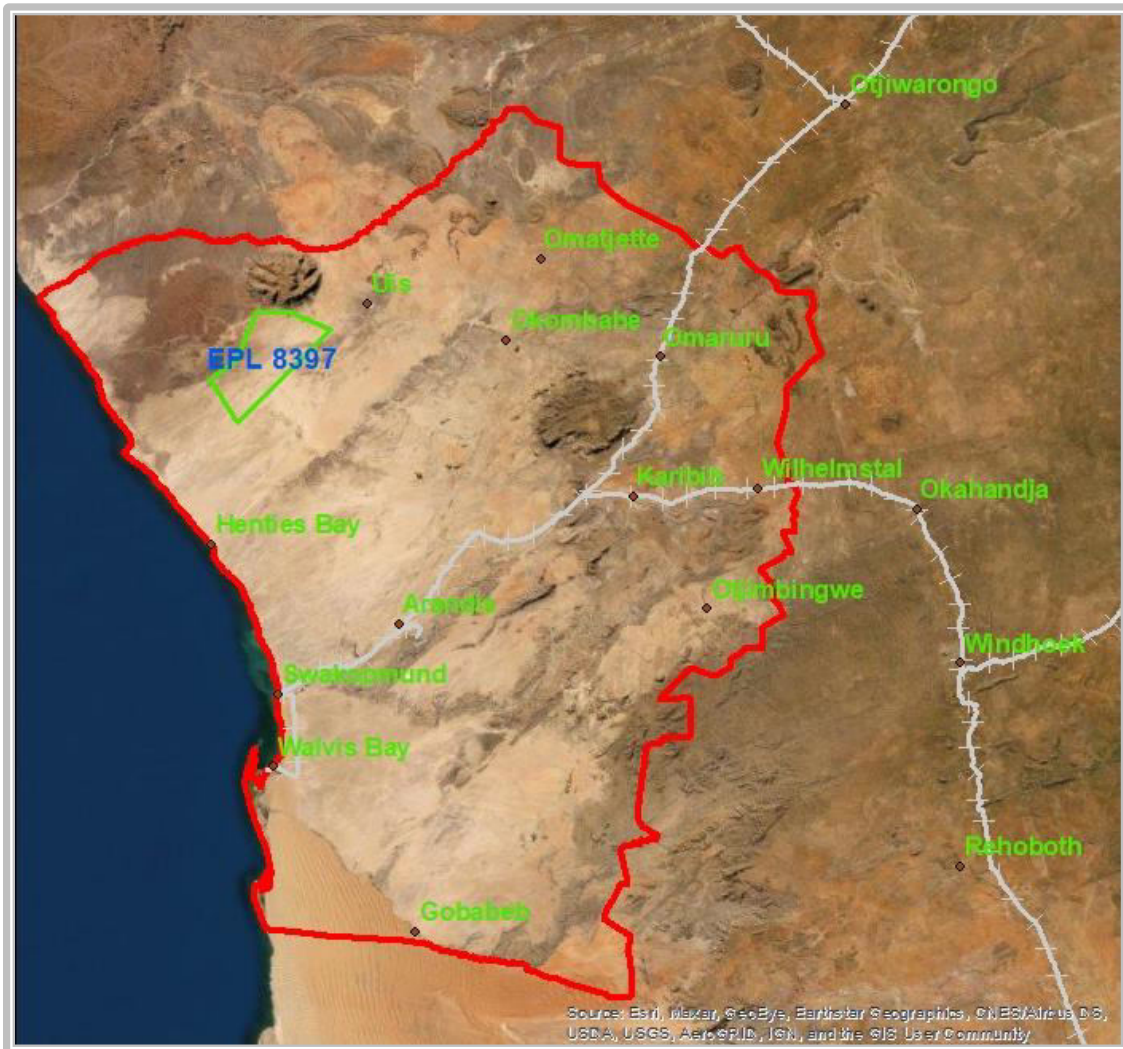 Otjiwarongo
Omatjette
Uis
Okombahe
Omaruru
EPL 8397
Karibib
Wilhelmstal
Okahandja
Henties Bay
Otjimbingwe
Arandis
Windhoek
Swakopmund
Walvis Bay
Rehoboth
Gobabeb
Source: Esri, Maxar, GeoEye, Earthstar Geographics, CNES/Airbus DS,
USDA, USGS, AeroGRID, IGN, and the GIS User Community